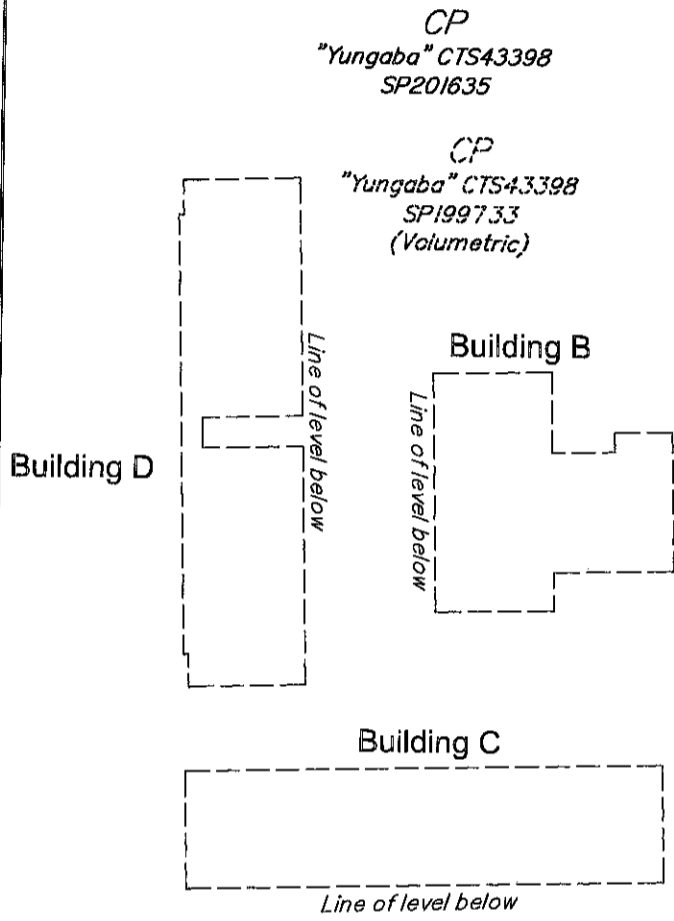 CP
"Yungaba" CTS43398
SP201635
CP
"Yungaba" CTS43398
SP199733
(Volumetric)
Line of level below
Building B
Line of level below
Building D
Building C
Line of level below